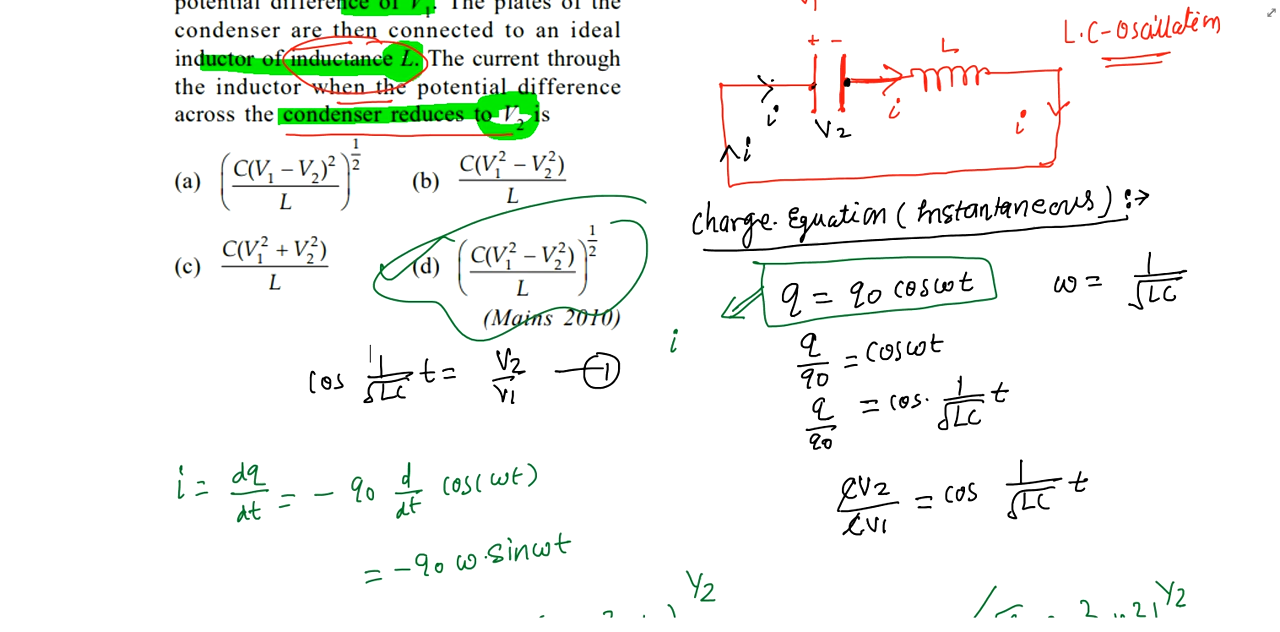 potential difference of V₁. The plates of the
condenser are then connected to an ideal
inductor of inductance L. The current through
the inductor when the potential difference
across the condenser reduces to V₂ is
(a) (C(V₁ – V₂)²/L)^1/2 (b) C(V₁² – V₂²)/L
(c) C(V₁² + V₂²)/L (d) (C(V₁² – V₂²)/L)^1/2
(Mains 2010)
cos 1/√LC t = V2/V1 — ①
i = dq/dt = – q0 d/dt cos(ωt)
= –q0 ω·sinωt
Y2
L.C-Oscillation
+ – L
i i i
V2
i
Charge. Equation (Instantaneous) :→
q = q0 cosωt ω = 1/√LC
i
q/q0 = cosωt
q/q0 = cos. 1/√LC t
CV2/CV1 = cos 1/√LC t
Y2